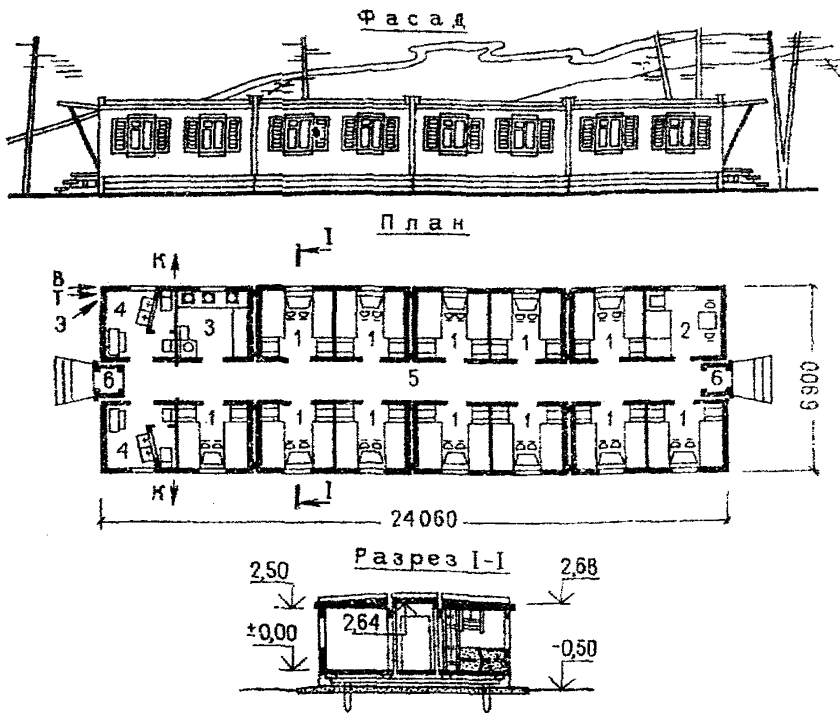 Фасад
План
I
К
В
Т
Э
4 3 1 1 1 1 1 2
6 5 6
4 1 1 1 1 1 1 1
6900
К I
24060
Разрез I-I
2,50 2,68
2,64
±0,00
-0,50